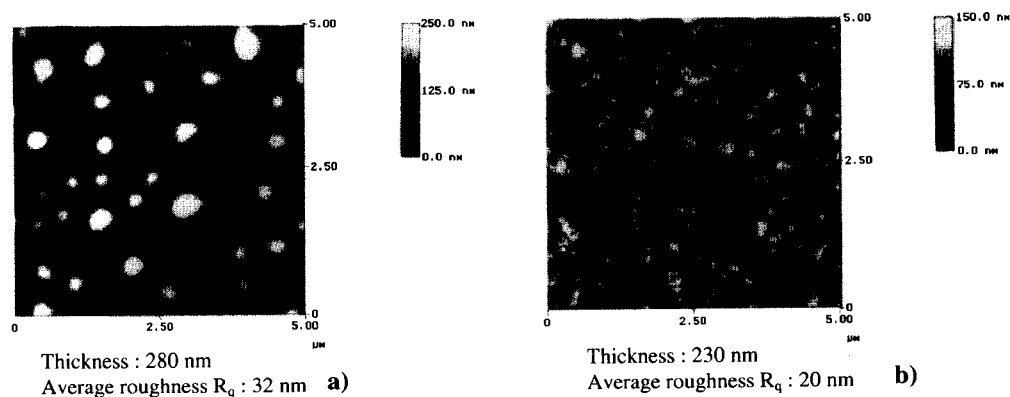 5.00
250.0 nm
125.0 nm
0.0 nm
2.50
0
0
2.50
5.00
µm
Thickness : 280 nm
Average roughness Rq : 32 nm
a)
5.00
150.0 nm
75.0 nm
0.0 nm
2.50
0
0
2.50
5.00
µm
Thickness : 230 nm
Average roughness Rq : 20 nm
b)